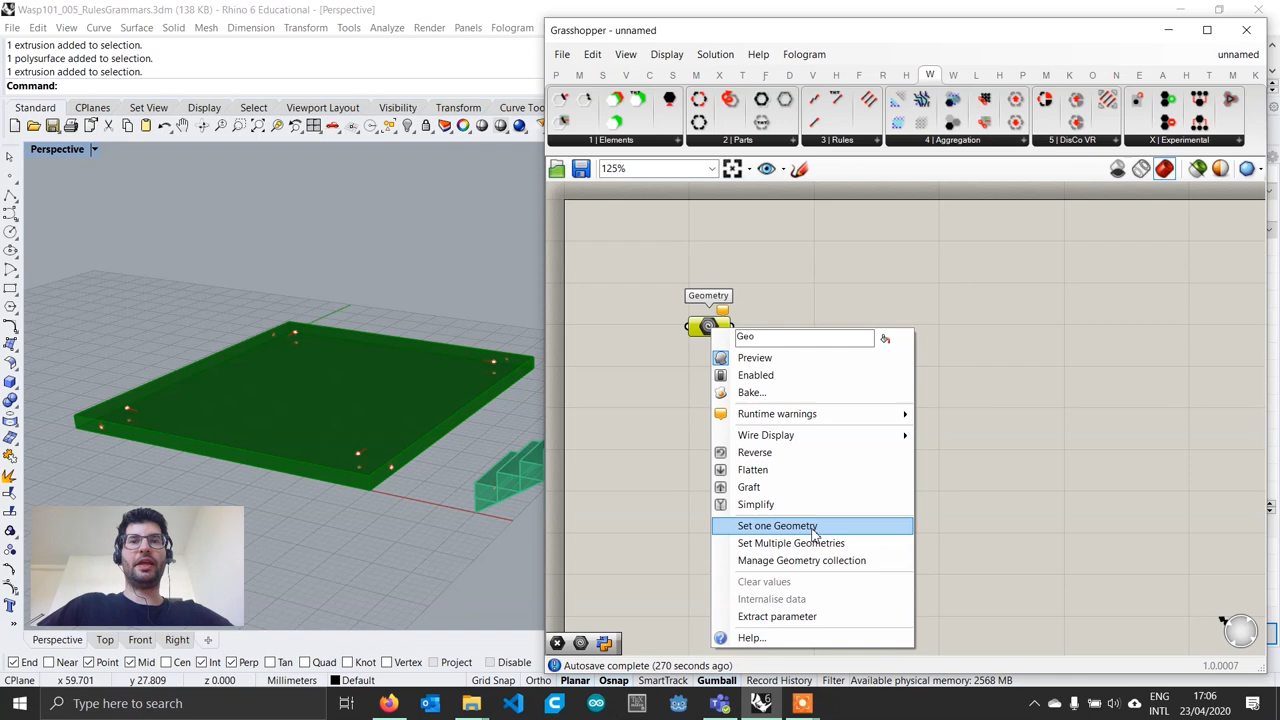 Wasp101_005_RulesGrammars.3dm (138 KB) - Rhino 6 Educational - [Perspective]
File Edit View Curve Surface Solid Mesh Dimension Transform Tools Analyze Render Panels Fologram
1 extrusion added to selection.
1 polysurface added to selection.
1 extrusion added to selection.
Command:
Standard CPlanes Set View Display Select Viewport Layout Visibility Transform Curve Too
Perspective
Grasshopper - unnamed
File Edit View Display Solution Help Fologram unnamed
P M S V C S M X T F D V F R H W W L H P M E A T M K
1 | Elements 2 | Parts 3 | Rules 4 | Aggregation 5 | DisCo VR X | Experimental
125%
Geometry
Geo
Preview
Enabled
Bake...
Runtime warnings
Wire Display
Reverse
Flatten
Graft
Simplify
Set one Geometry
Set Multiple Geometries
Manage Geometry collection
Clear values
Internalise data
Extract parameter
Help...
Autosave complete (270 seconds ago) 1.0.0007
Perspective Top Front Right
End Near Point Mid Cen Int Perp Tan Quad Knot Vertex Project Disable
CPlane x 59.701 y 27.809 z 0.000 Millimeters Default Grid Snap Ortho Planar Osnap SmartTrack Gumball Record History Filter Available physical memory: 2568 MB
Type here to search
ENG
INTL
17:06
23/04/2020